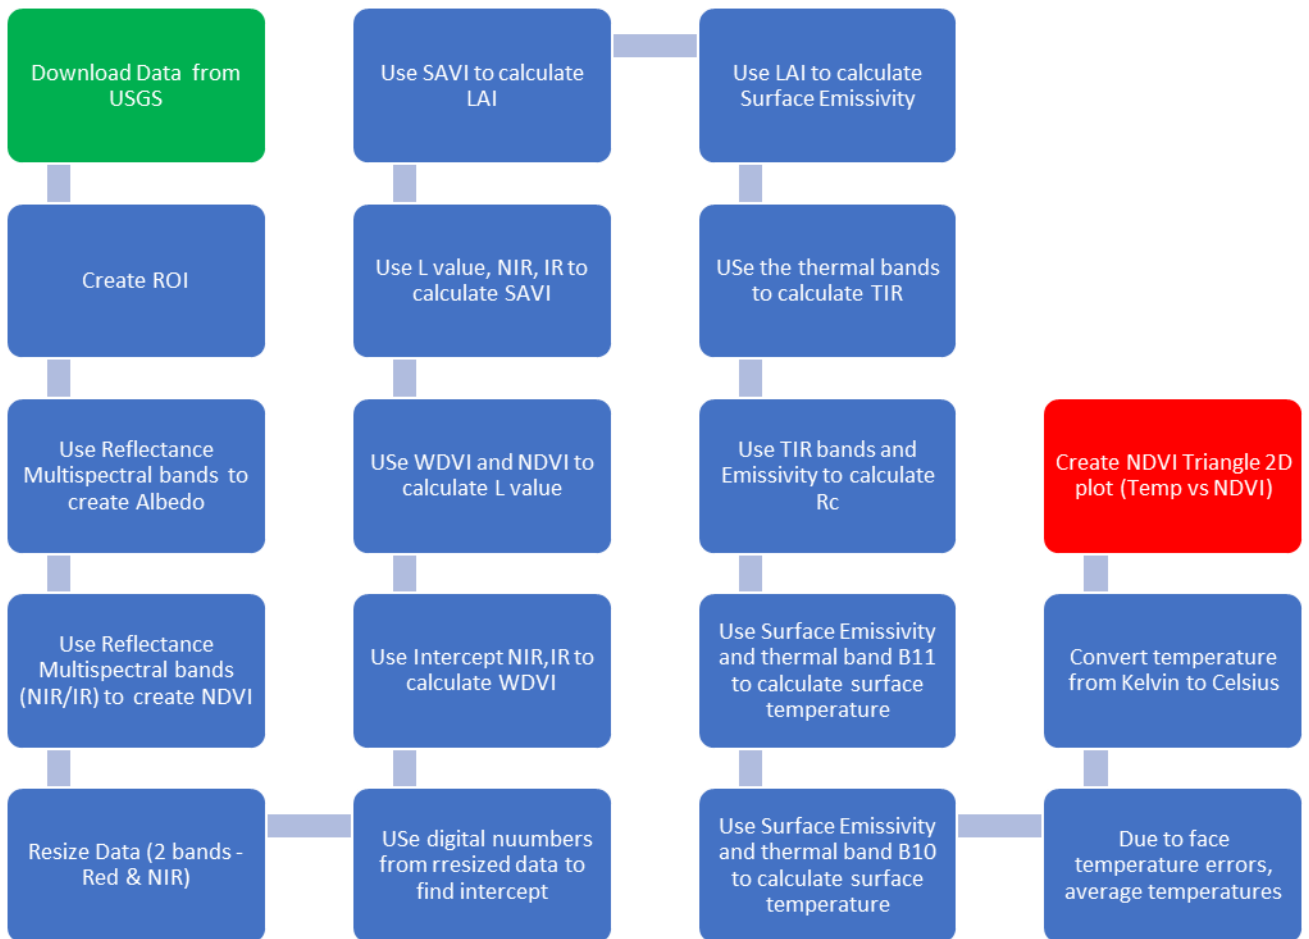 Download Data from
USGS
Create ROI
Use Reflectance
Multispectral bands to
create Albedo
Use Reflectance
Multispectral bands
(NIR/IR) to create NDVI
Resize Data (2 bands -
Red & NIR)
USe digital nuumbers
from rresized data to
find intercept
Use Intercept NIR,IR to
calculate WDVI
USe WDVI and NDVI to
calculate L value
Use L value, NIR, IR to
calculate SAVI
Use SAVI to calculate
LAI
Use LAI to calculate
Surface Emissivity
USe the thermal bands
to calculate TIR
Use TIR bands and
Emissivity to calculate
Rc
Use Surface Emissivity
and thermal band B11
to calculate surface
temperature
Use Surface Emissivity
and thermal band B10
to calculate surface
temperature
Due to face
temperature errors,
average temperatures
Convert temperature
from Kelvin to Celsius
Create NDVI Triangle 2D
plot (Temp vs NDVI)